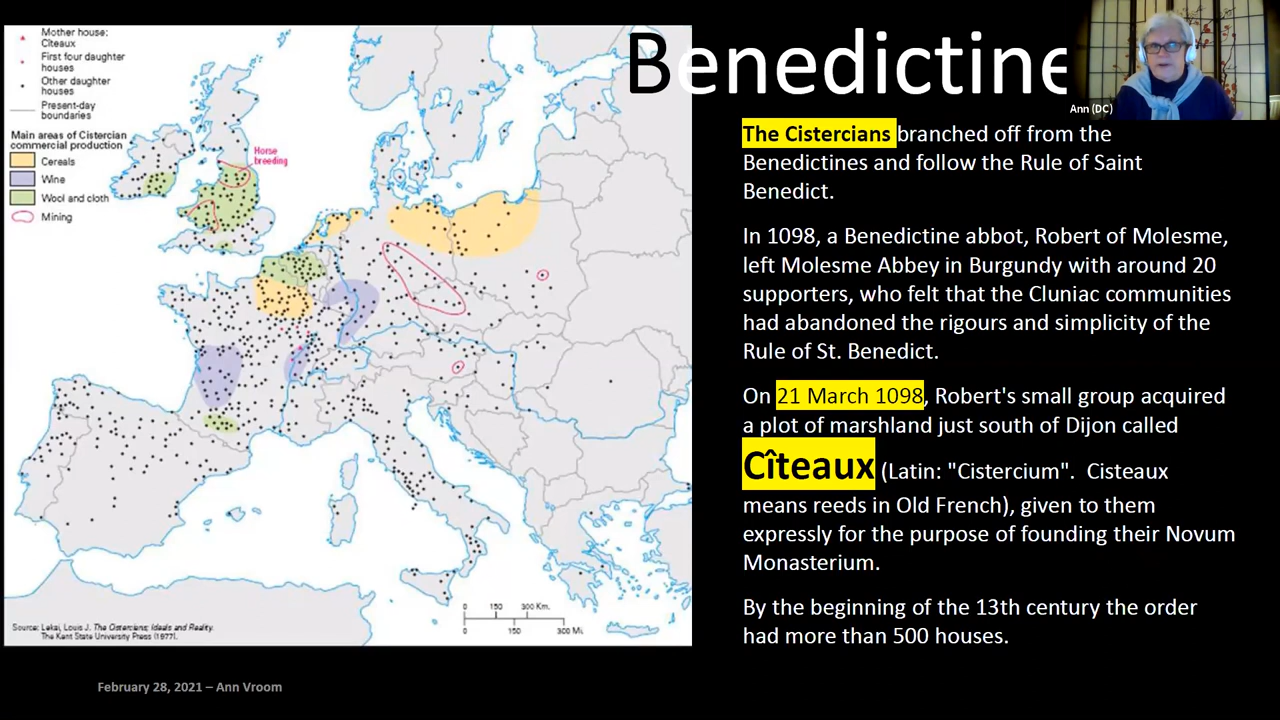 Mother house:
Cîteaux
First four daughter
houses
Other daughter
houses
Present-day
boundaries
Main areas of Cistercian
commercial production
Cereals
Wine
Wool and cloth
Mining
Horse
breeding
0 150 300 Km.
0 150 300 Mi.
Source: Lekai, Louis J. The Cistercians; Ideals and Reality.
The Kent State University Press (1977).
Benedictine
Ann (DC)
The Cistercians branched off from the
Benedictines and follow the Rule of Saint
Benedict.
In 1098, a Benedictine abbot, Robert of Molesme,
left Molesme Abbey in Burgundy with around 20
supporters, who felt that the Cluniac communities
had abandoned the rigours and simplicity of the
Rule of St. Benedict.
On 21 March 1098, Robert's small group acquired
a plot of marshland just south of Dijon called
Cîteaux (Latin: "Cistercium". Cisteaux
means reeds in Old French), given to them
expressly for the purpose of founding their Novum
Monasterium.
By the beginning of the 13th century the order
had more than 500 houses.
February 28, 2021 – Ann Vroom